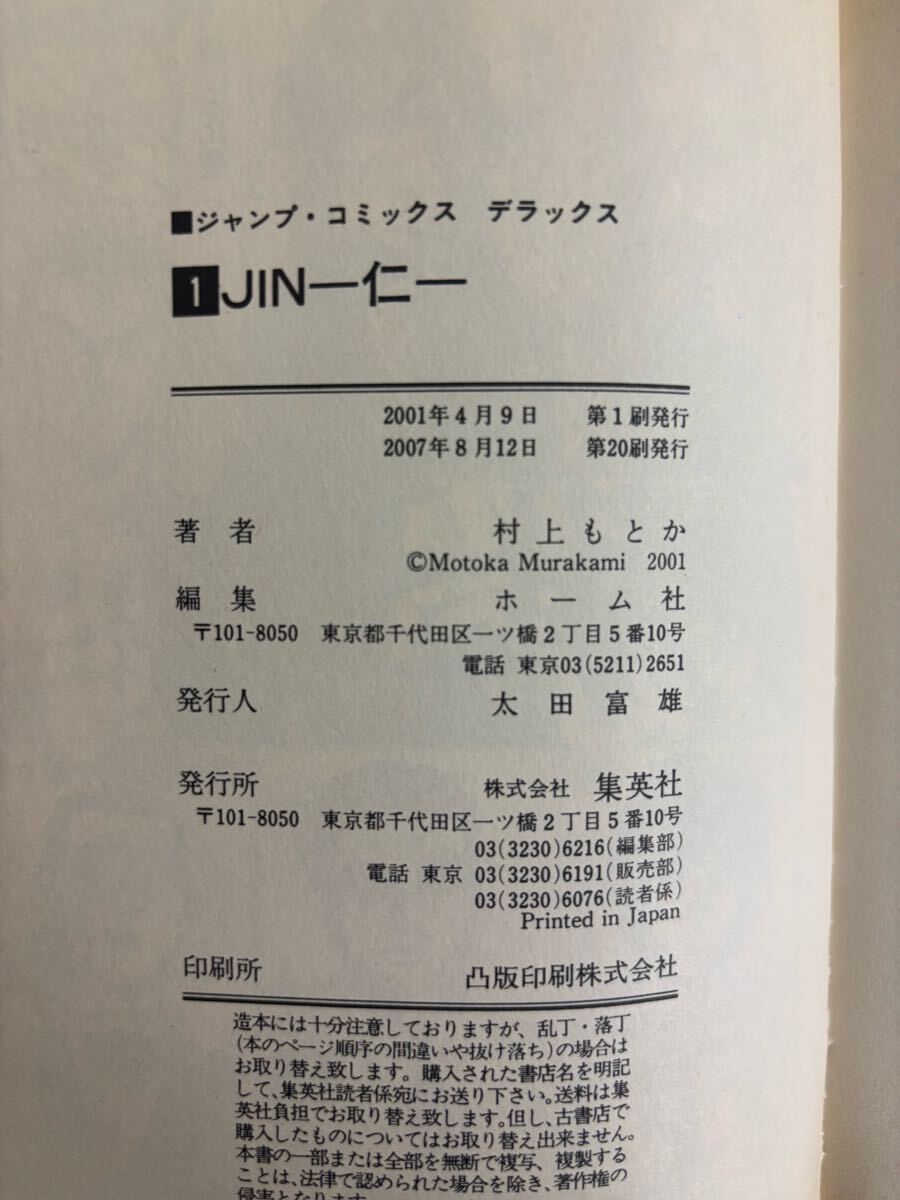 ■ジャンプ・コミックス デラックス
1 JIN―仁―
2001年4月9日 第1刷発行
2007年8月12日 第20刷発行
著者 村上もとか
©Motoka Murakami 2001
編集 ホーム社
〒101-8050 東京都千代田区一ツ橋2丁目5番10号
電話 東京03(5211)2651
発行人 太田富雄
発行所 株式会社 集英社
〒101-8050 東京都千代田区一ツ橋2丁目5番10号
03(3230)6216(編集部)
電話 東京 03(3230)6191(販売部)
03(3230)6076(読者係)
Printed in Japan
印刷所 凸版印刷株式会社
造本には十分注意しておりますが、乱丁・落丁
(本のページ順序の間違いや抜け落ち)の場合は
お取り替え致します。購入された書店名を明記
して、集英社読者係宛にお送り下さい。送料は集
英社負担でお取り替え致します。但し、古書店で
購入したものについてはお取り替え出来ません。
本書の一部または全部を無断で複写、複製する
ことは、法律で認められた場合を除き、著作権の
侵害となります。